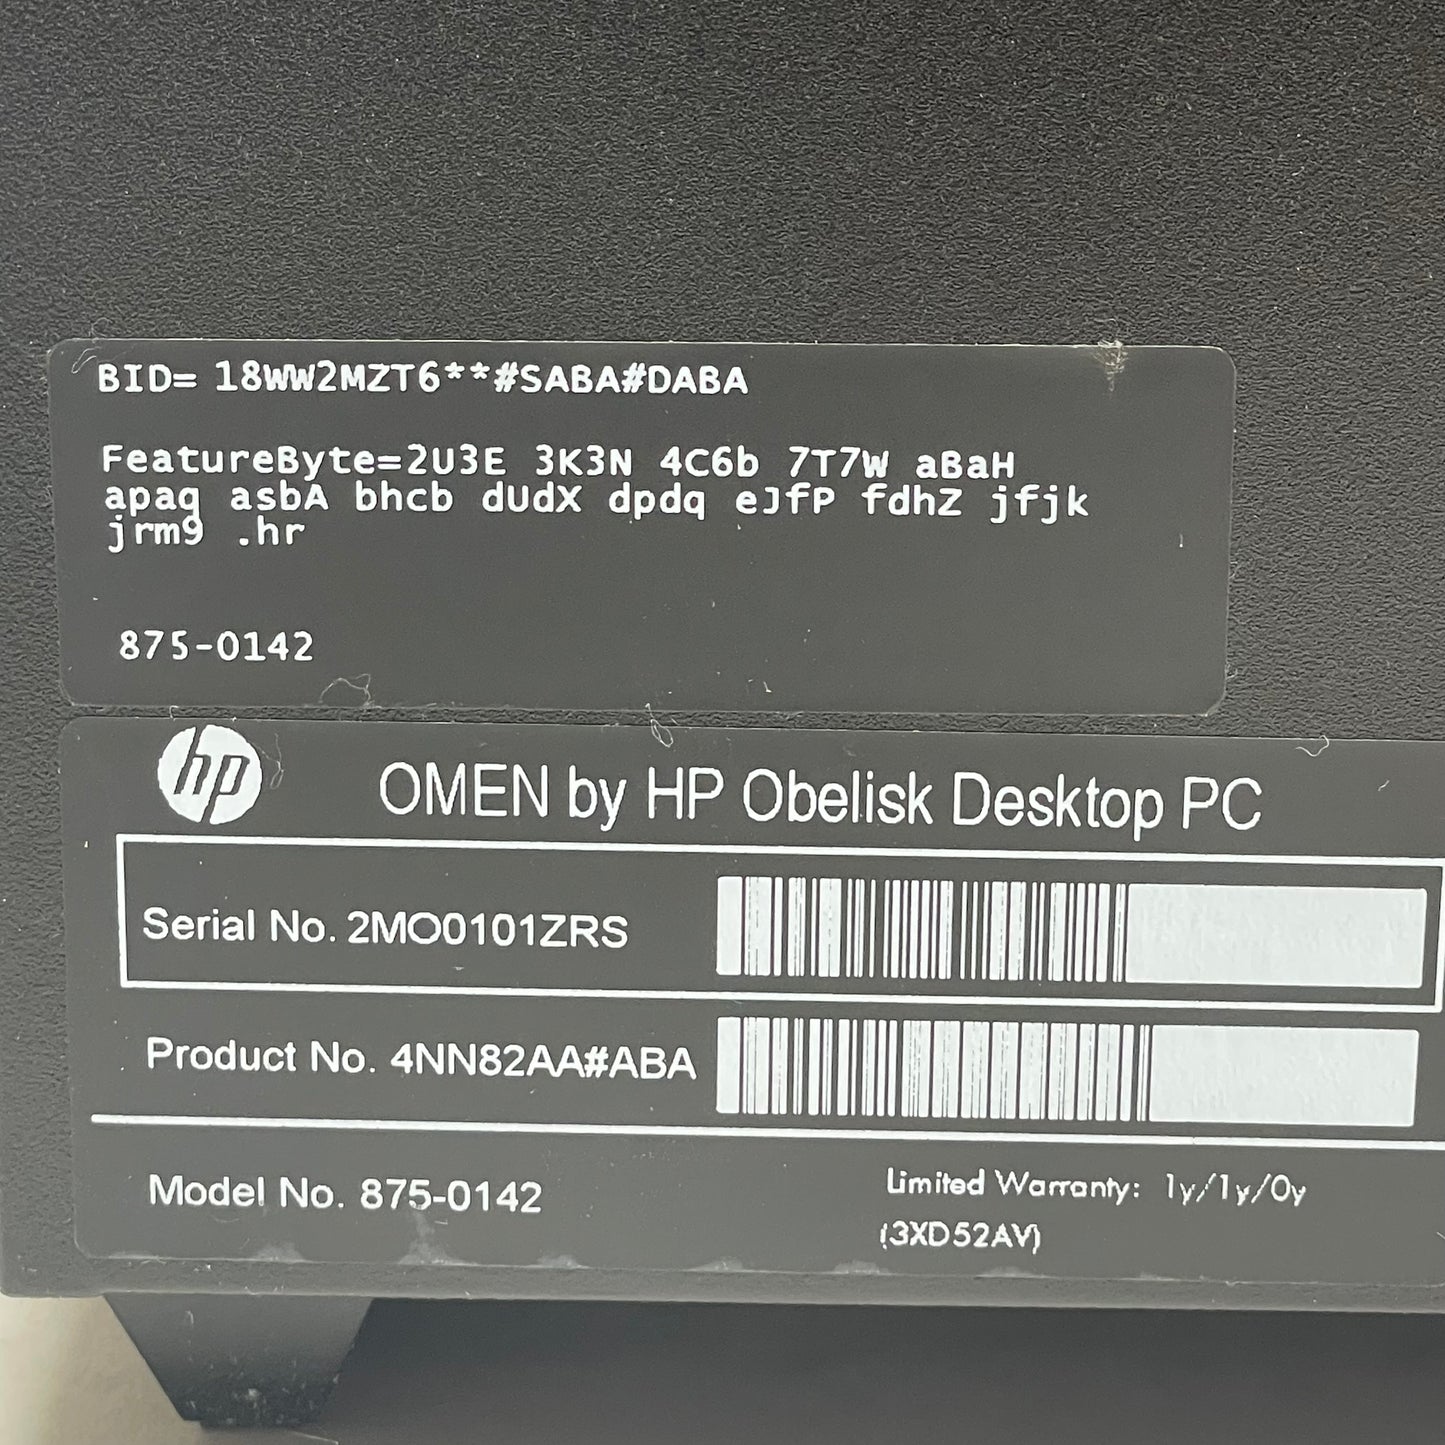 BID= 18WW2MZT6**#SABA#DABA
FeatureByte=2U3E 3K3N 4C6b 7T7W aBaH
apaq asbA bhcb dUdX dpdq eJfP fdhZ jfjk
jrm9 .hr
875-0142
hp
OMEN by HP Obelisk Desktop PC
Serial No. 2MO0101ZRS
Product No. 4NN82AA#ABA
Model No. 875-0142
Limited Warranty: 1y/1y/0y
(3XD52AV)